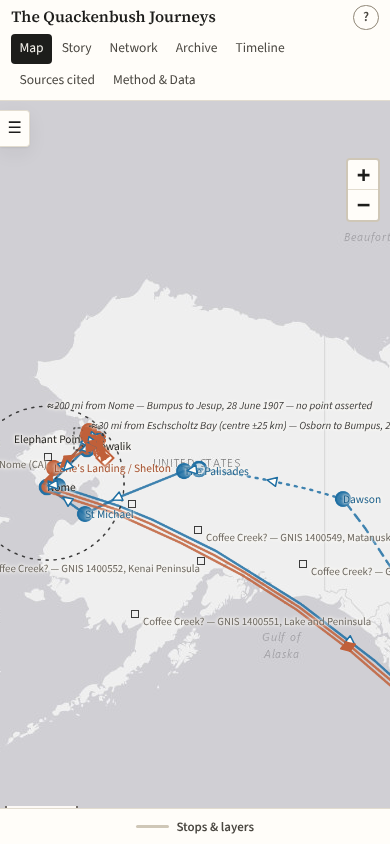 The Quackenbush Journeys
?
Map Story Network Archive Timeline
Sources cited Method & Data
☰
+
−
Beaufort
≈200 mi from Nome — Bumpus to Jesup, 28 June 1907 — no point asserted
≈30 mi from Eschscholtz Bay (centre ±25 km) — Osborn to Bumpus, 2
Elephant Point
Nome (CA)
Lane's Landing / Shelton
UNITED STATES
Palisades
Nome
Dawson
St Michael
Coffee Creek? — GNIS 1400549, Matanusk
ffee Creek? — GNIS 1400552, Kenai Peninsula
Coffee Creek? — G
Coffee Creek? — GNIS 1400551, Lake and Peninsula
Gulf of
Alaska
Stops & layers